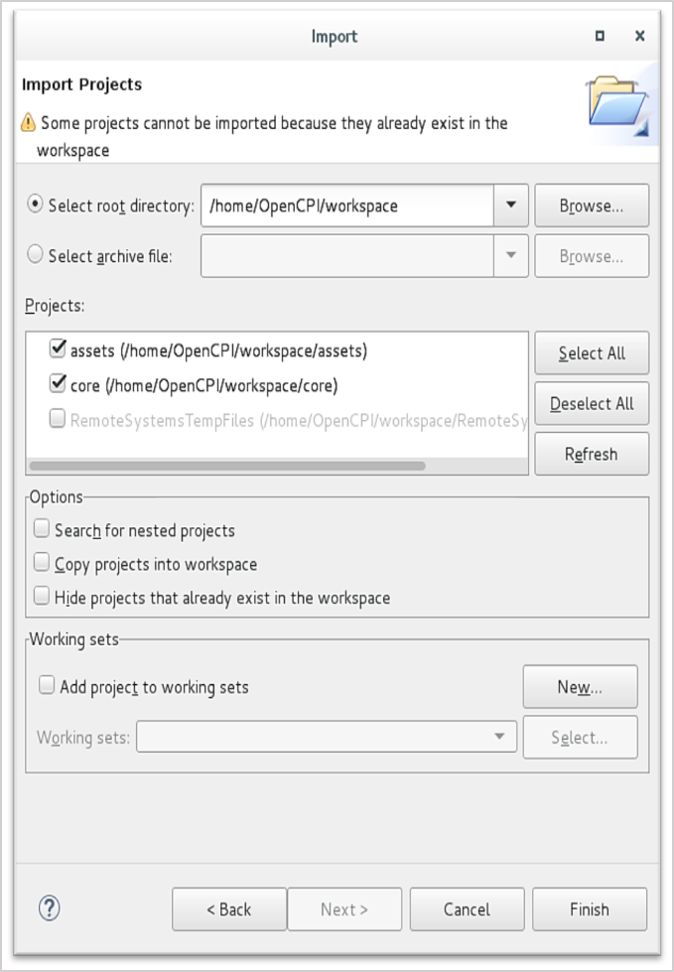 Import
Import Projects
Some projects cannot be imported because they already exist in the
workspace
Select root directory: /home/OpenCPI/workspace Browse...
Select archive file: Browse...
Projects:
assets (/home/OpenCPI/workspace/assets)
core (/home/OpenCPI/workspace/core)
RemoteSystemsTempFiles (/home/OpenCPI/workspace/RemoteSy
Select All
Deselect All
Refresh
Options
Search for nested projects
Copy projects into workspace
Hide projects that already exist in the workspace
Working sets
Add project to working sets New...
Working sets: Select...
? < Back Next > Cancel Finish